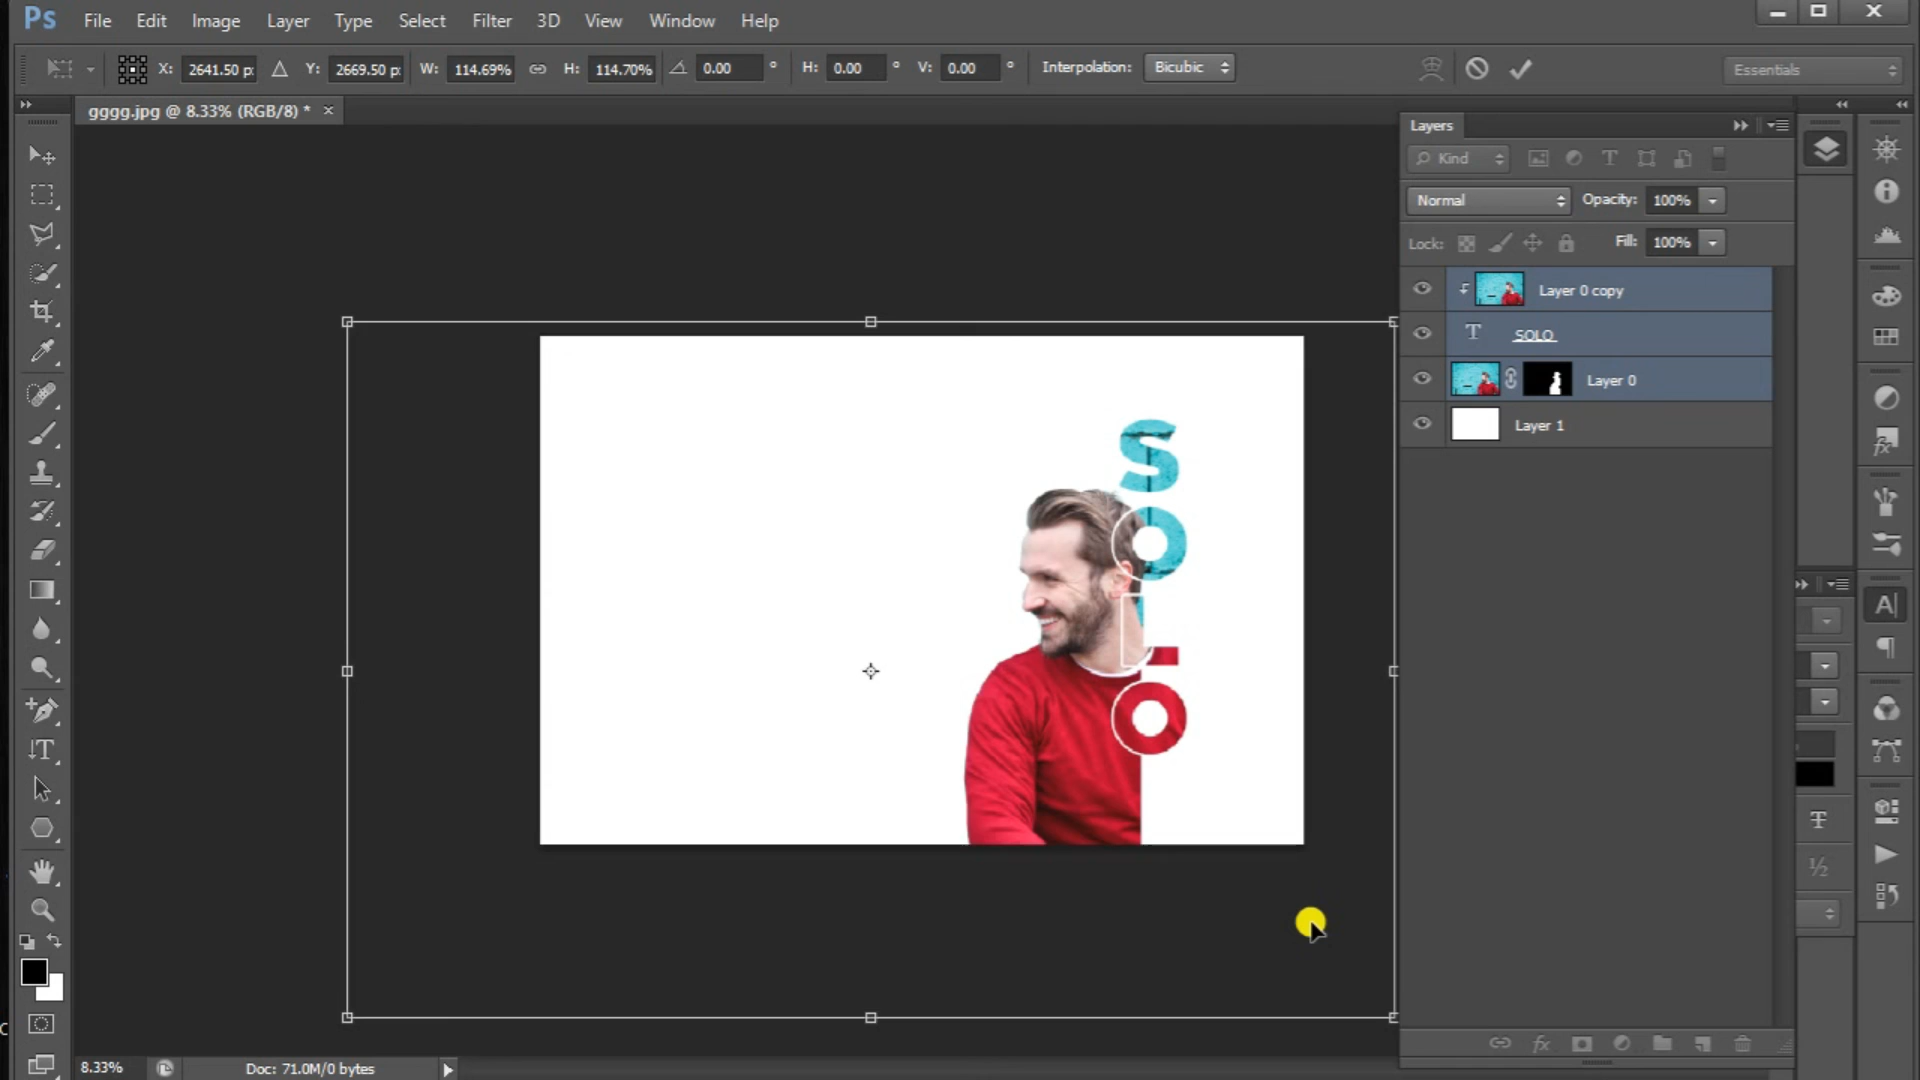 Ps File Edit Image Layer Type Select Filter 3D View Window Help
X: 2641.50 p: Y: 2669.50 p: W: 114.69% H: 114.70% 0.00 ° H: 0.00 ° V: 0.00 ° Interpolation: Bicubic Essentials
gggg.jpg @ 8.33% (RGB/8) * ×
Layers
Kind
Normal Opacity: 100%
Lock: Fill: 100%
Layer 0 copy
T SOLO
Layer 0
Layer 1
S
O
L
O
8.33% Doc: 71.0M/0 bytes